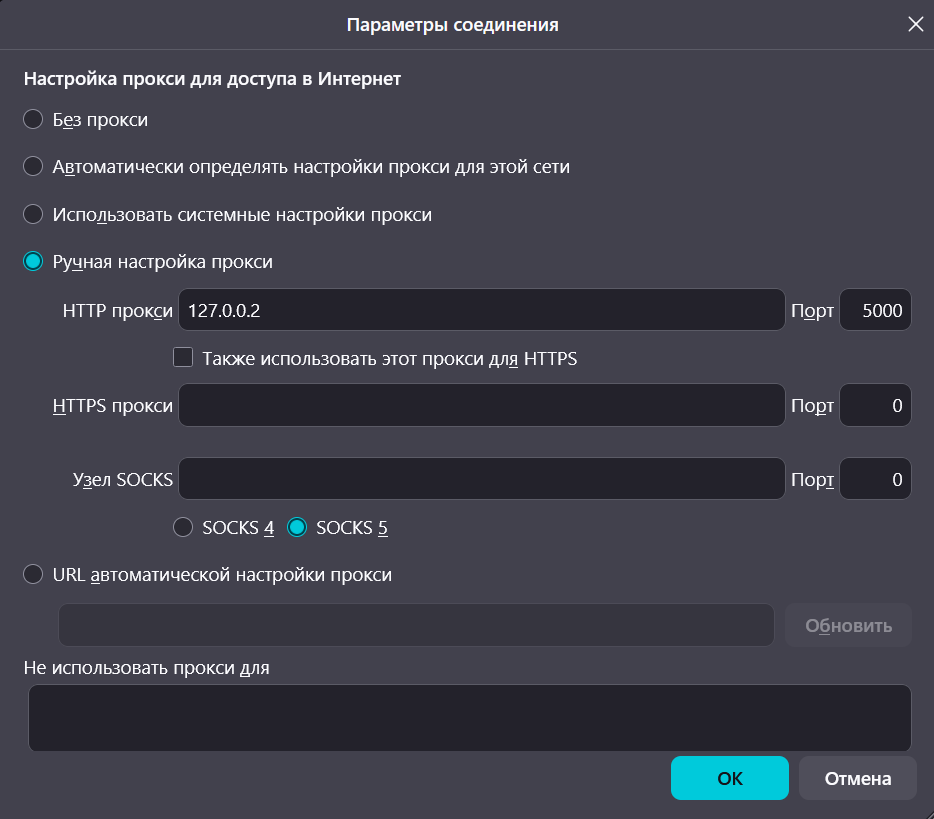 Параметры соединения
Настройка прокси для доступа в Интернет
Без прокси
Автоматически определять настройки прокси для этой сети
Использовать системные настройки прокси
Ручная настройка прокси
HTTP прокси 127.0.0.2 Порт 5000
Также использовать этот прокси для HTTPS
HTTPS прокси Порт 0
Узел SOCKS Порт 0
SOCKS 4 SOCKS 5
URL автоматической настройки прокси
Обновить
Не использовать прокси для
ОК Отмена